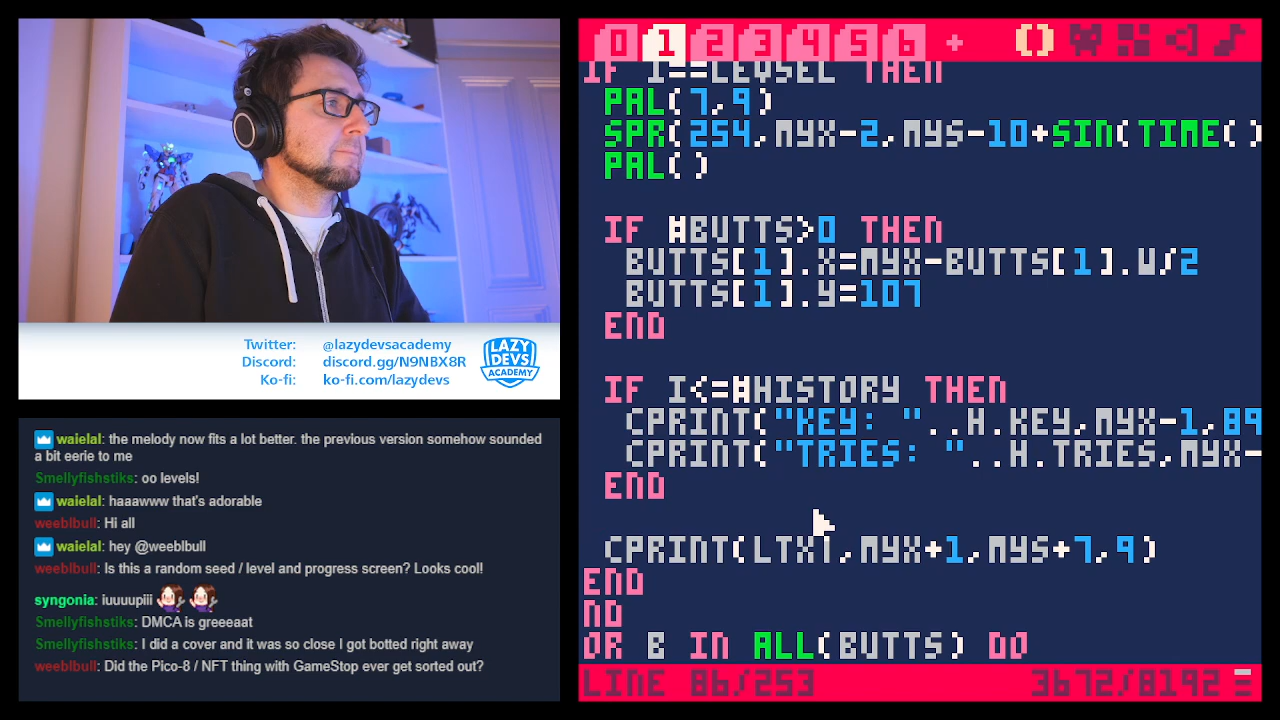 Twitter: @lazydevsacademy
Discord: discord.gg/N9NBX8R
Ko-fi: ko-fi.com/lazydevs
LAZY
DEVS
ACADEMY
waielal: the melody now fits a lot better. the previous version somehow sounded
a bit eerie to me
Smellyfishstiks: oo levels!
waielal: haaawww that's adorable
weeblbull: Hi all
waielal: hey @weeblbull
weeblbull: Is this a random seed / level and progress screen? Looks cool!
syngonia: iuuuupiii
Smellyfishstiks: DMCA is greeeaat
Smellyfishstiks: I did a cover and it was so close I got botted right away
weeblbull: Did the Pico-8 / NFT thing with GameStop ever get sorted out?
0 1 2 3 4 5 6 +
IF I==LEVSEL THEN
PAL(7,9)
SPR(254,MYX-2,MYS-10+SIN(TIME()
PAL()
IF #BUTTS>0 THEN
BUTTS[1].X=MYX-BUTTS[1].W/2
BUTTS[1].Y=107
END
IF I<=#HISTORY THEN
CPRINT("KEY: "..H.KEY,MYX-1,89
CPRINT("TRIES: "..H.TRIES,MYX-
END
CPRINT(LTXT,MYX+1,MYS+7,9)
END
ND
OR B IN ALL(BUTTS) DO
LINE 86/253 3672/8192